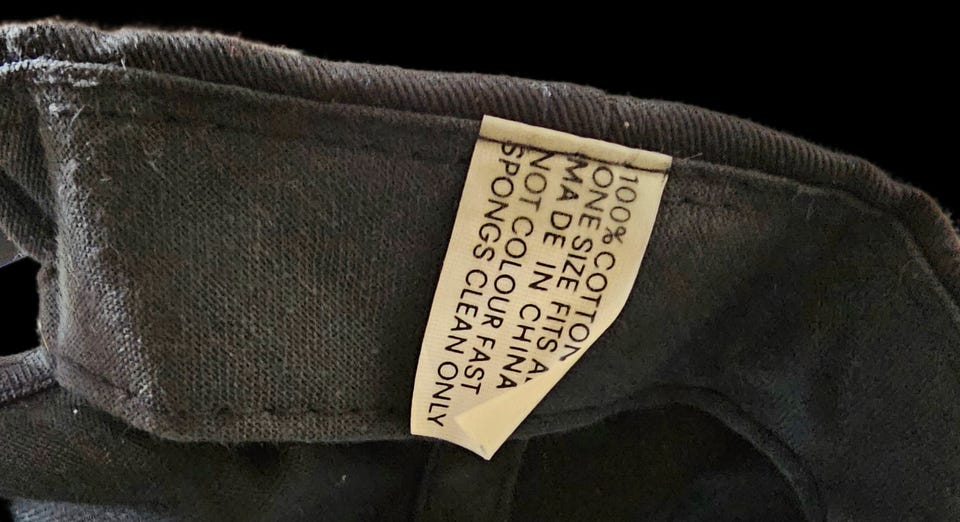 100% COTTON
ONE SIZE FITS A
MA DE IN CHINA
NOT COLOUR FAST
SPONGS CLEAN ONLY